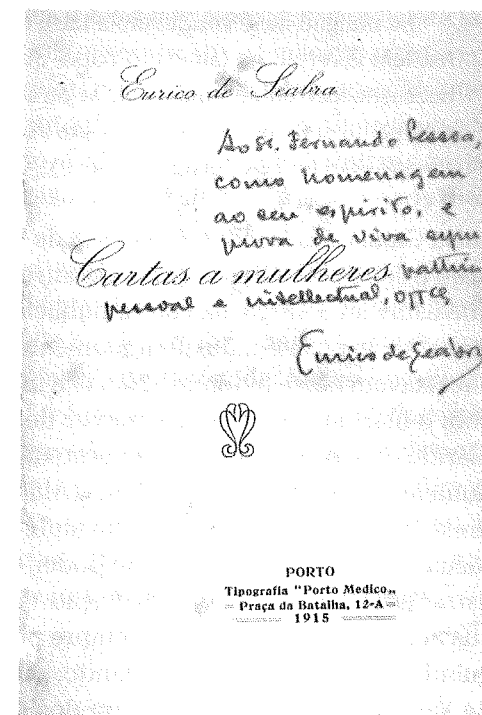 Eurico de Seabra
Ao Sr. Fernando Pessoa,
como homenagem
ao seu espirito, e
prova de viva sym
Cartas a mulheres
pathia
pessoal e intellectual, offce
Eurico de Seabra
PORTO
Tipografia "Porto Medico„
Praça da Batalha, 12-A
1915